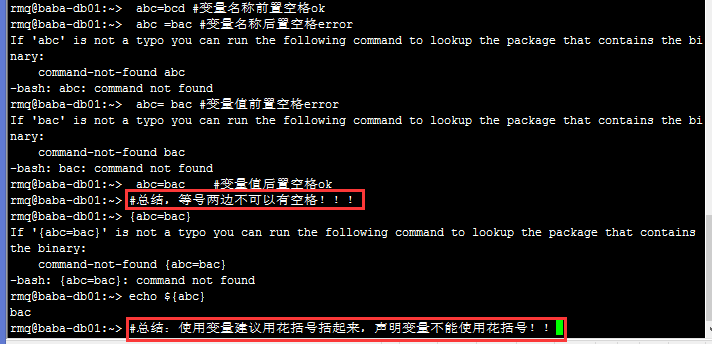 rmq@baba-db01:~>  abc=bcd #变量名称前置空格ok
rmq@baba-db01:~>  abc =bac #变量名称后置空格error
If 'abc' is not a typo you can run the following command to lookup the package that contains the bi
nary:
    command-not-found abc
-bash: abc: command not found
rmq@baba-db01:~>  abc= bac #变量值前置空格error
If 'bac' is not a typo you can run the following command to lookup the package that contains the bi
nary:
    command-not-found bac
-bash: bac: command not found
rmq@baba-db01:~>  abc=bac    #变量值后置空格ok
rmq@baba-db01:~> #总结，等号两边不可以有空格！！！
rmq@baba-db01:~> {abc=bac}
If '{abc=bac}' is not a typo you can run the following command to lookup the package that contains
the binary:
    command-not-found {abc=bac}
-bash: {abc=bac}: command not found
rmq@baba-db01:~> echo ${abc}
bac
rmq@baba-db01:~> #总结：使用变量建议用花括号括起来，声明变量不能使用花括号！！